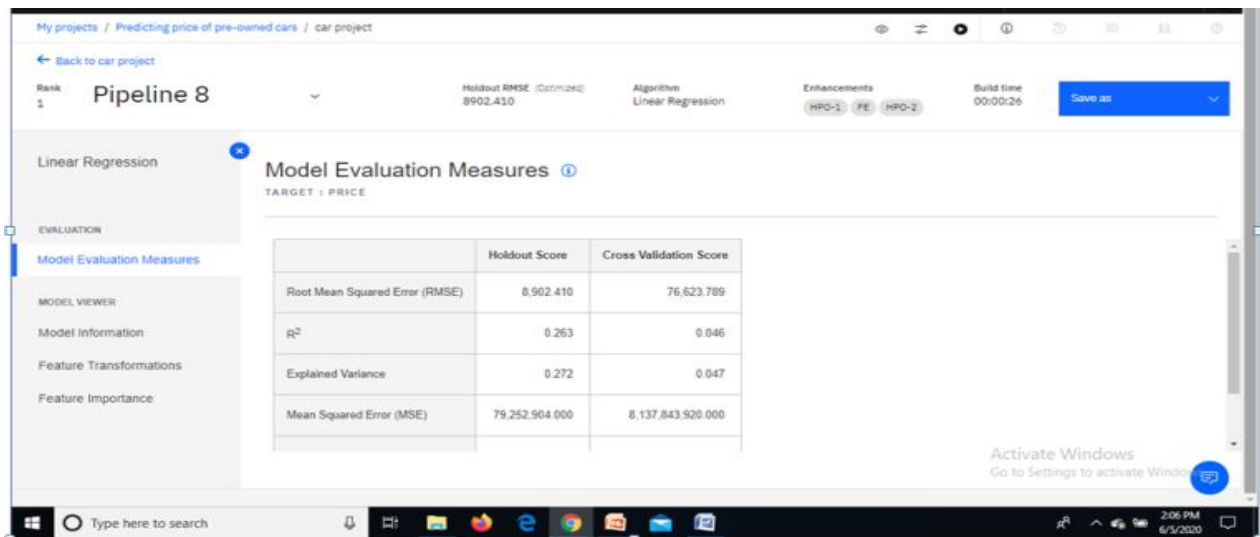 My projects / Predicting price of pre-owned cars / car project
← Back to car project
Rank
1
Pipeline 8
Holdout RMSE (Optimized)
8902.410
Algorithm
Linear Regression
Enhancements
HPO-1 FE HPO-2
Build time
00:00:26
Save as
Linear Regression
EVALUATION
Model Evaluation Measures
MODEL VIEWER
Model Information
Feature Transformations
Feature Importance
Model Evaluation Measures
TARGET : PRICE
Holdout Score Cross Validation Score
Root Mean Squared Error (RMSE) 8,902.410 76,623.789
R² 0.263 0.046
Explained Variance 0.272 0.047
Mean Squared Error (MSE) 79,252,904.000 8,137,843,920.000
Activate Windows
Go to Settings to activate Windo
Type here to search
2:06 PM
6/5/2020